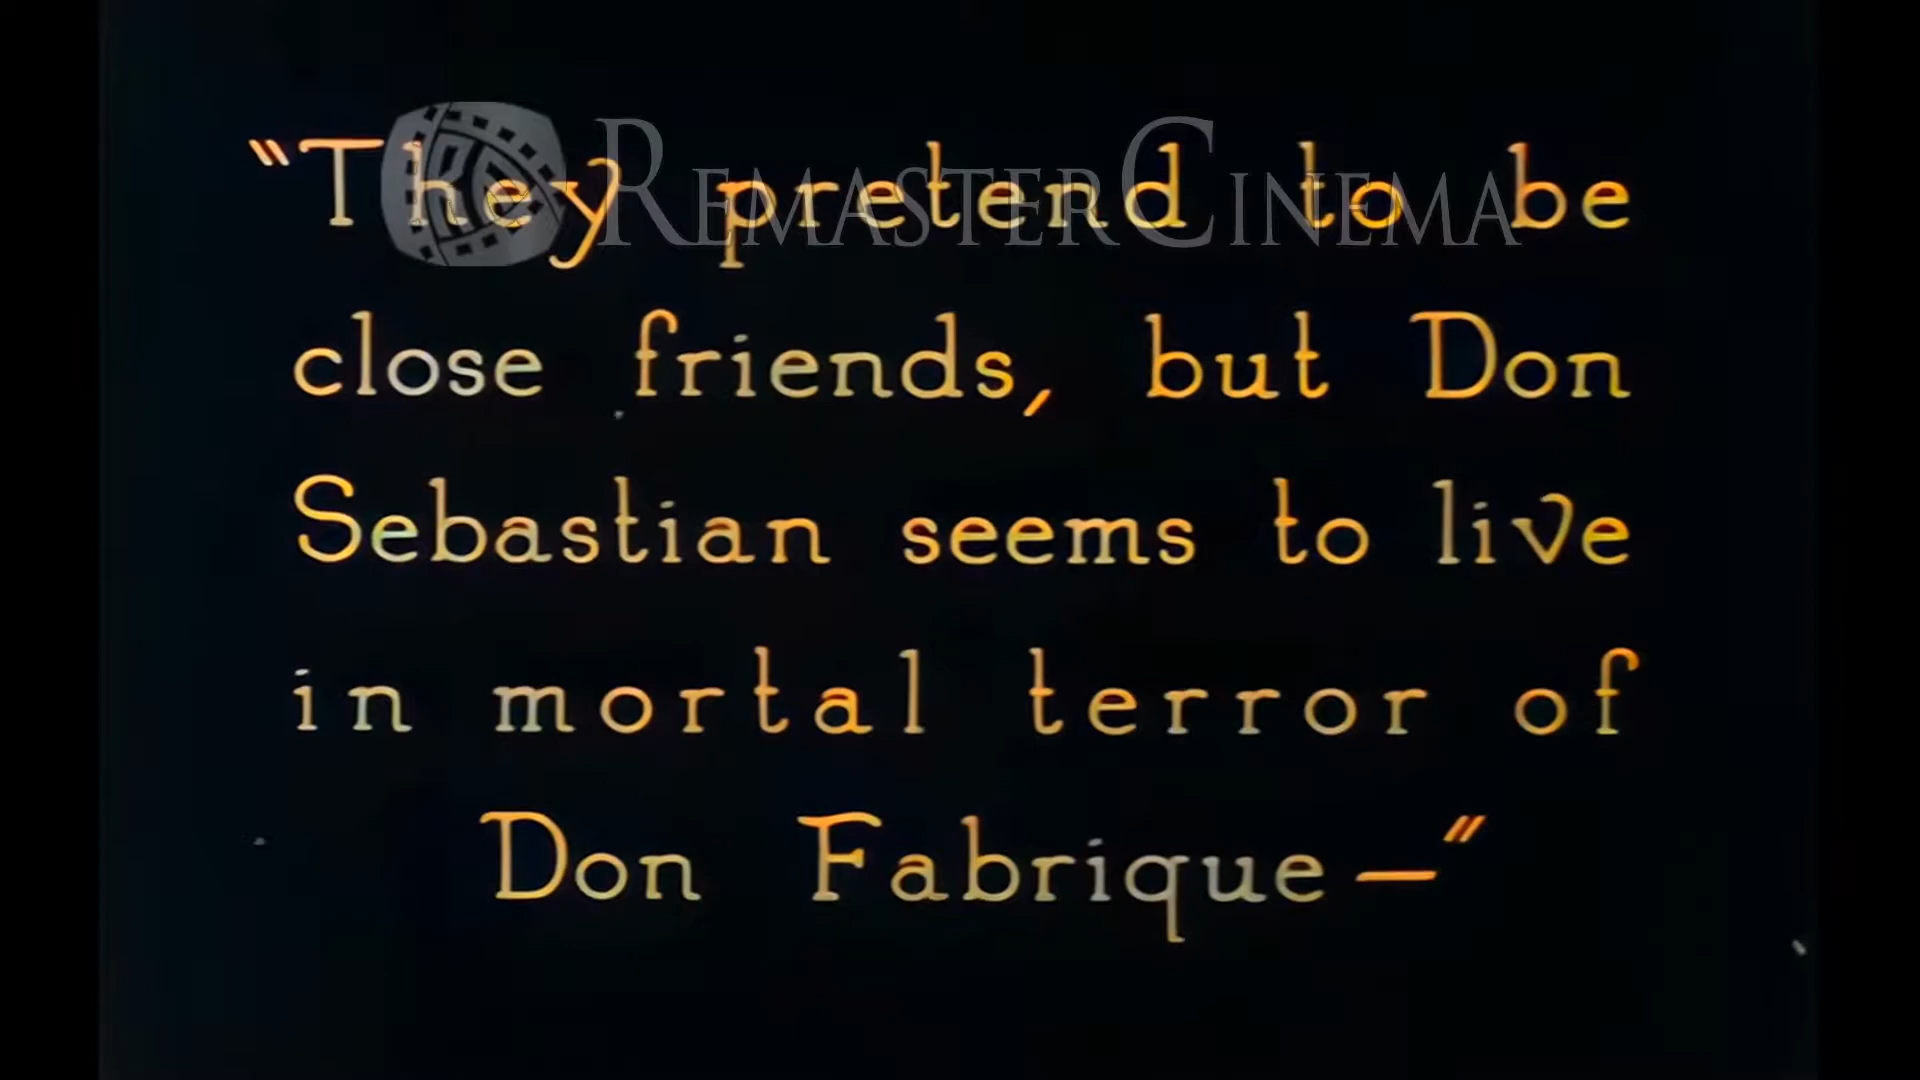 REMASTERCINEMA
"They pretend to be
close friends, but Don
Sebastian seems to live
in mortal terror of
Don Fabrique—"